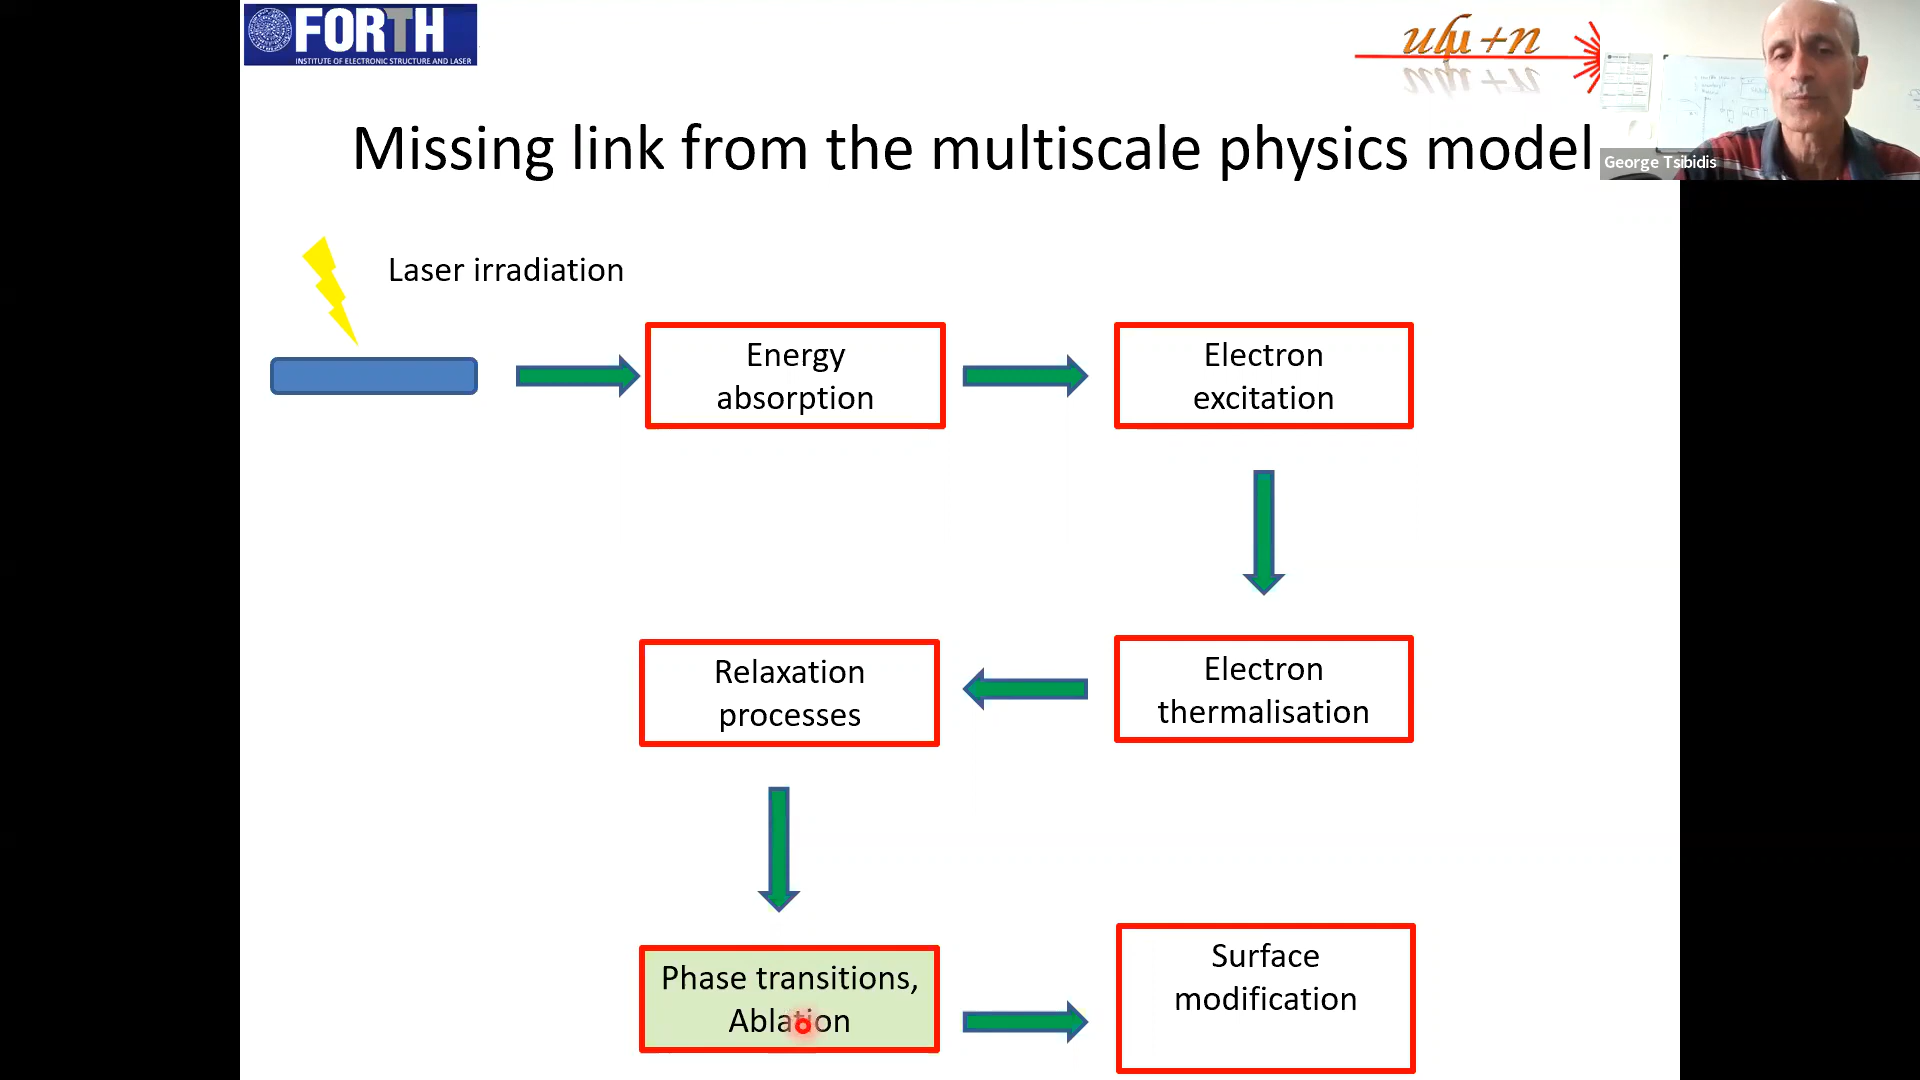 FORTH
INSTITUTE OF ELECTRONIC STRUCTURE AND LASER
Missing link from the multiscale physics model
George Tsibidis
Laser irradiation
Energy
absorption
Electron
excitation
Relaxation
processes
Electron
thermalisation
Phase transitions,
Ablation
Surface
modification